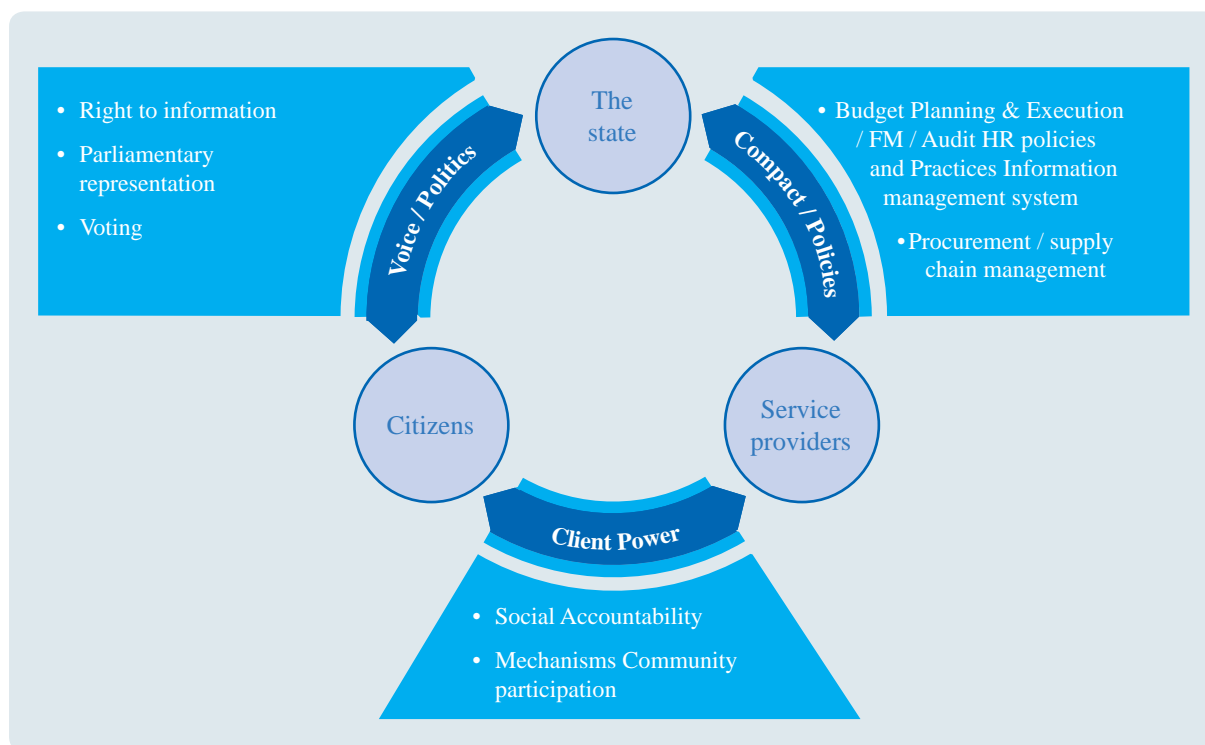 The
state
• Right to information
• Parliamentary
representation
• Voting
Voice / Politics
Compact / Policies
• Budget Planning & Execution
/ FM / Audit HR policies
and Practices Information
management system
•Procurement / supply
chain management
Citizens
Service
providers
Client Power
• Social Accountability
• Mechanisms Community
participation